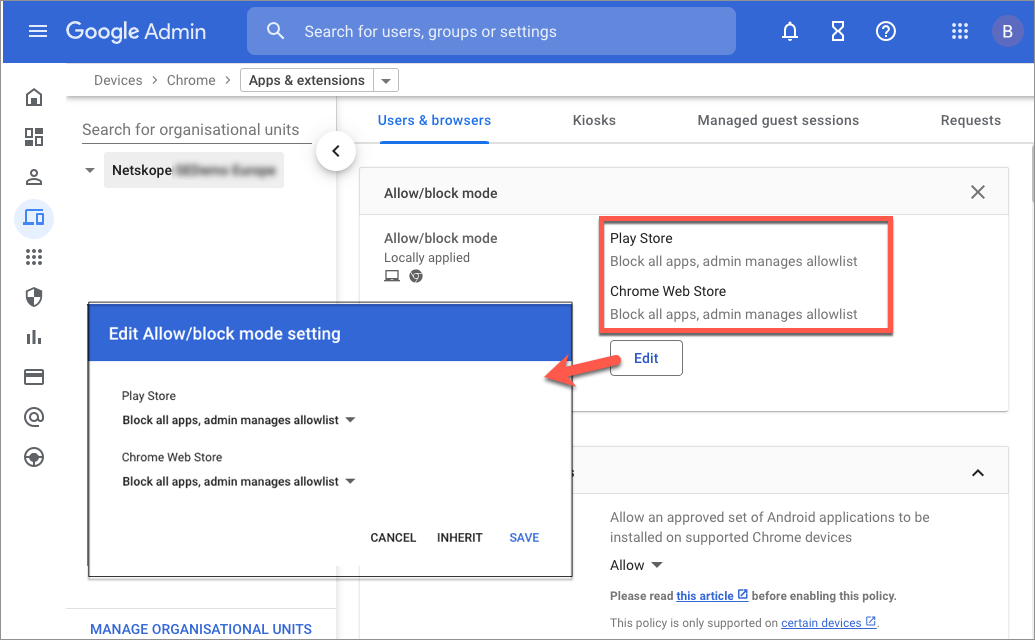 Google Admin
Search for users, groups or settings
B
Devices > Chrome > Apps & extensions
Search for organisational units
Netskope
Users & browsers
Kiosks
Managed guest sessions
Requests
Allow/block mode
Allow/block mode
Locally applied
Play Store
Block all apps, admin manages allowlist
Chrome Web Store
Block all apps, admin manages allowlist
Edit
Edit Allow/block mode setting
Play Store
Block all apps, admin manages allowlist
Chrome Web Store
Block all apps, admin manages allowlist
CANCEL
INHERIT
SAVE
Allow an approved set of Android applications to be
installed on supported Chrome devices
Allow
Please read this article before enabling this policy.
This policy is only supported on certain devices.
MANAGE ORGANISATIONAL UNITS